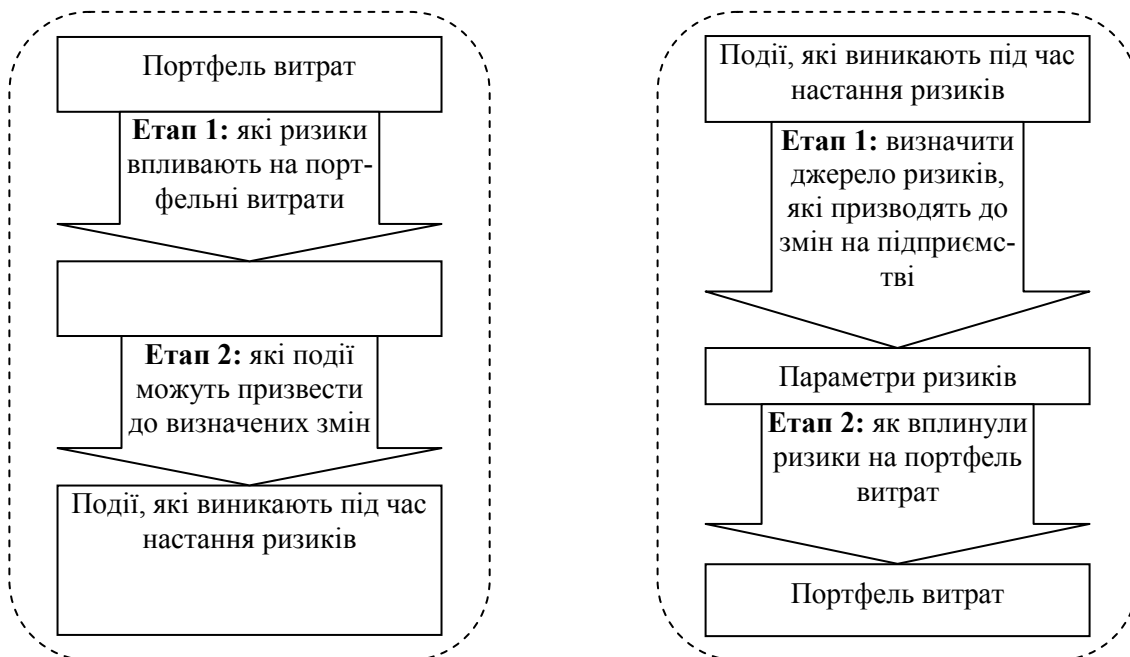 Портфель витрат
Етап 1: які ризики
впливають на порт-
фельні витрати
Етап 2: які події
можуть призвести
до визначених змін
Події, які виникають під час
настання ризиків
Події, які виникають під час
настання ризиків
Етап 1: визначити
джерело ризиків,
які призводять до
змін на підприємс-
тві
Параметри ризиків
Етап 2: як вплинули
ризики на портфель
витрат
Портфель витрат